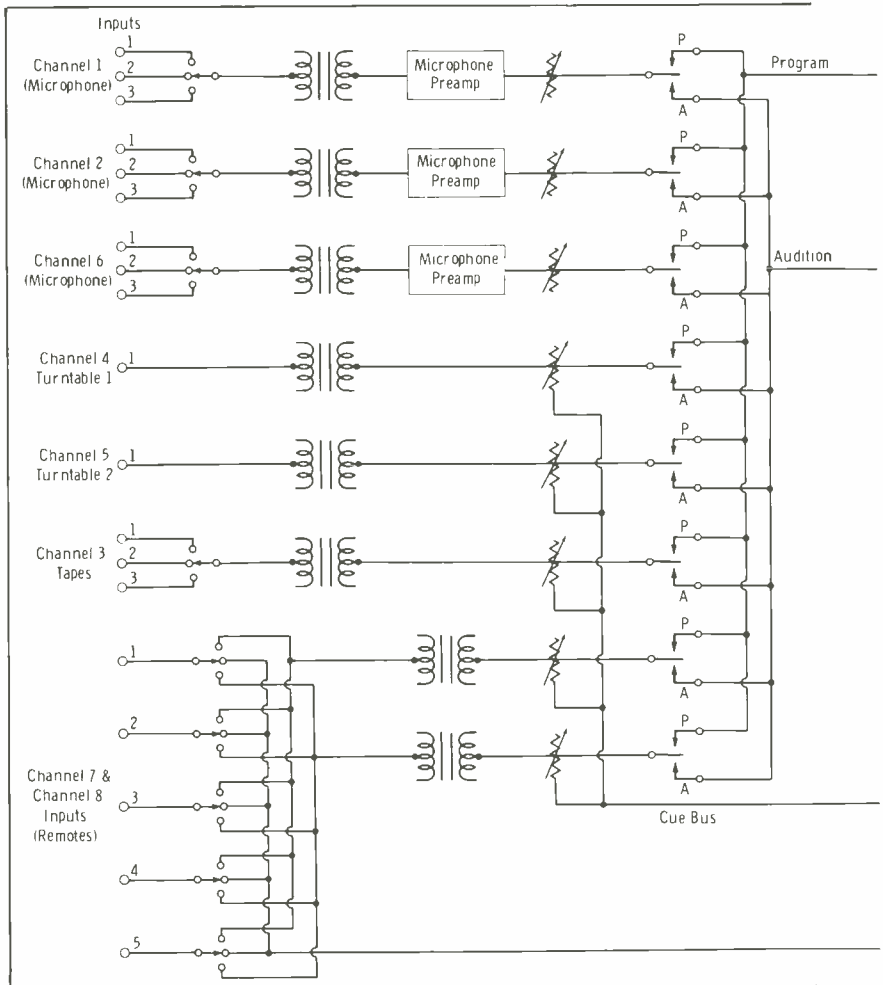 Inputs
1
Channel 1
2
(Microphone)
3
Microphone
Preamp
P
A
Program
1
Channel 2
2
(Microphone)
3
Microphone
Preamp
P
A
1
Channel 6
2
(Microphone)
3
Microphone
Preamp
P
A
Audition
Channel 4
1
Turntable 1
P
A
Channel 5
1
Turntable 2
P
A
1
Channel 3
2
Tapes
3
P
A
1
P
A
2
P
A
Channel 7 &
Channel 8
3
Inputs
(Remotes)
Cue Bus
4
5